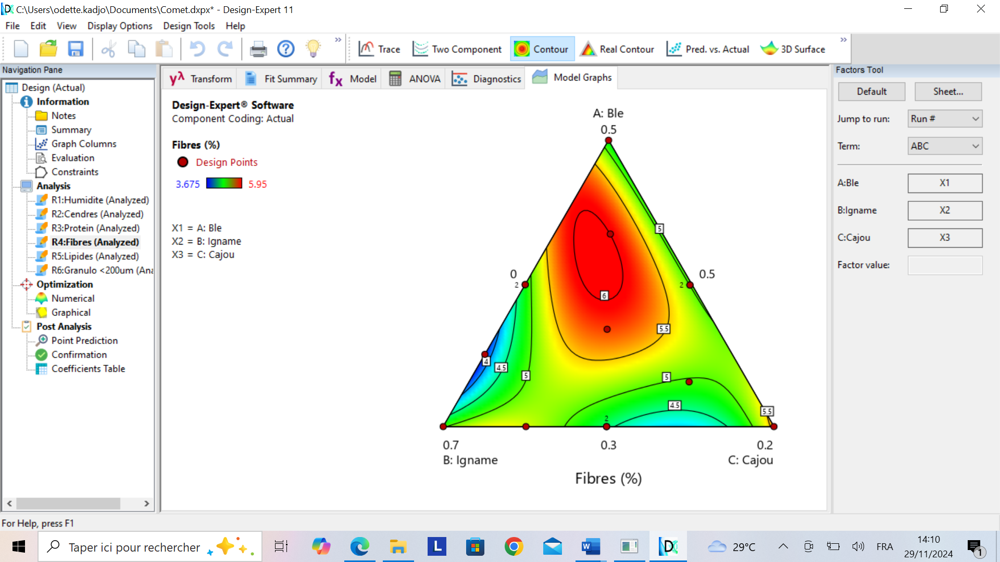 C:\Users\odette.kadjo\Documents\Comet.dxpx* - Design-Expert 11
File Edit View Display Options Design Tools Help
Trace Two Component Contour Real Contour Pred. vs. Actual 3D Surface
Navigation Pane
Design (Actual)
Information
Notes
Summary
Graph Columns
Evaluation
Constraints
Analysis
R1:Humidite (Analyzed)
R2:Cendres (Analyzed)
R3:Protein (Analyzed)
R4:Fibres (Analyzed)
R5:Lipides (Analyzed)
R6:Granulo <200um (Ana
Optimization
Numerical
Graphical
Post Analysis
Point Prediction
Confirmation
Coefficients Table
Transform Fit Summary Model ANOVA Diagnostics Model Graphs
Design-Expert® Software
Component Coding: Actual
Fibres (%)
Design Points
3.675 5.95
X1 = A: Ble
X2 = B: Igname
X3 = C: Cajou
A: Ble
0.5
5
0 0.5
2 2
6
5.5
4 4.5
5 5
4.5 5.5
2
0.7 0.3 0.2
B: Igname C: Cajou
Fibres (%)
Factors Tool
Default Sheet...
Jump to run: Run #
Term: ABC
A:Ble X1
B:Igname X2
C:Cajou X3
Factor value:
For Help, press F1
Taper ici pour rechercher
29°C
FRA
14:10
29/11/2024
1